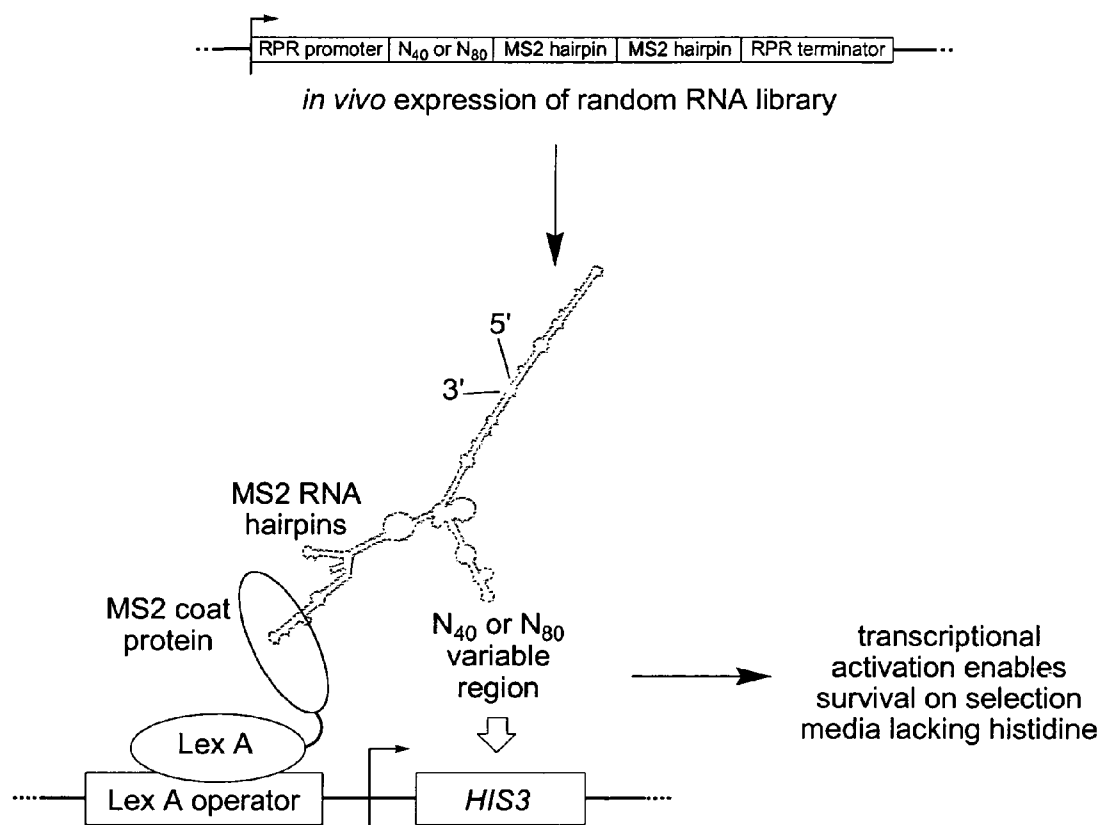 RPR promoter N40 or N80 MS2 hairpin MS2 hairpin RPR terminator
in vivo expression of random RNA library
5'
3'
MS2 RNA
hairpins
MS2 coat
protein
N40 or N80
variable
region
transcriptional
activation enables
survival on selection
media lacking histidine
Lex A
Lex A operator
HIS3